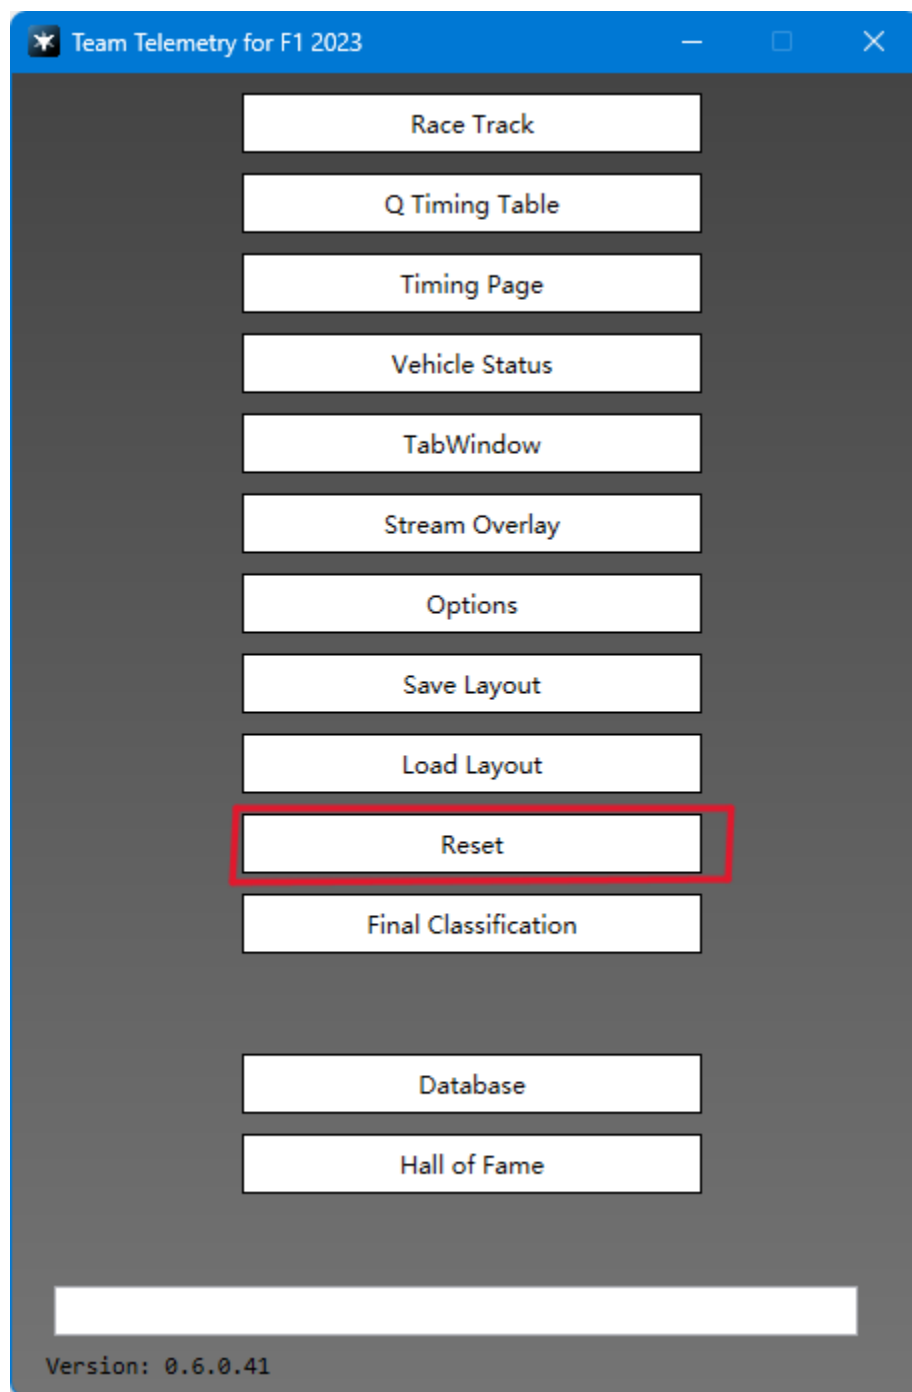 Team Telemetry for F1 2023
Race Track
Q Timing Table
Timing Page
Vehicle Status
TabWindow
Stream Overlay
Options
Save Layout
Load Layout
Reset
Final Classification
Database
Hall of Fame
Version: 0.6.0.41